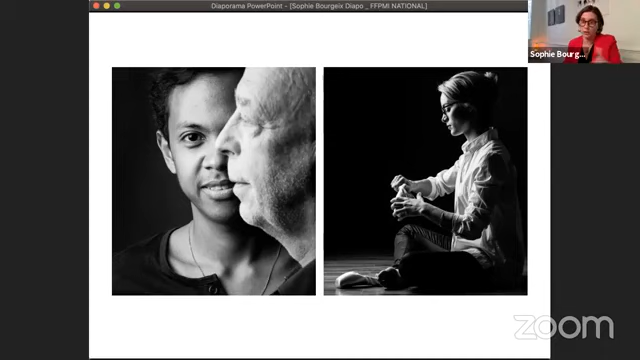 Diaporama PowerPoint - [Sophie Bourgeix Diapo _ FFPMI NATIONAL]
Sophie Bourg...
zoom